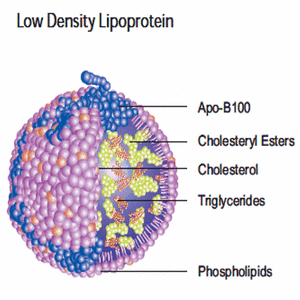 Low Density Lipoprotein
Apo-B100
Cholesteryl Esters
Cholesterol
Triglycerides
Phospholipids